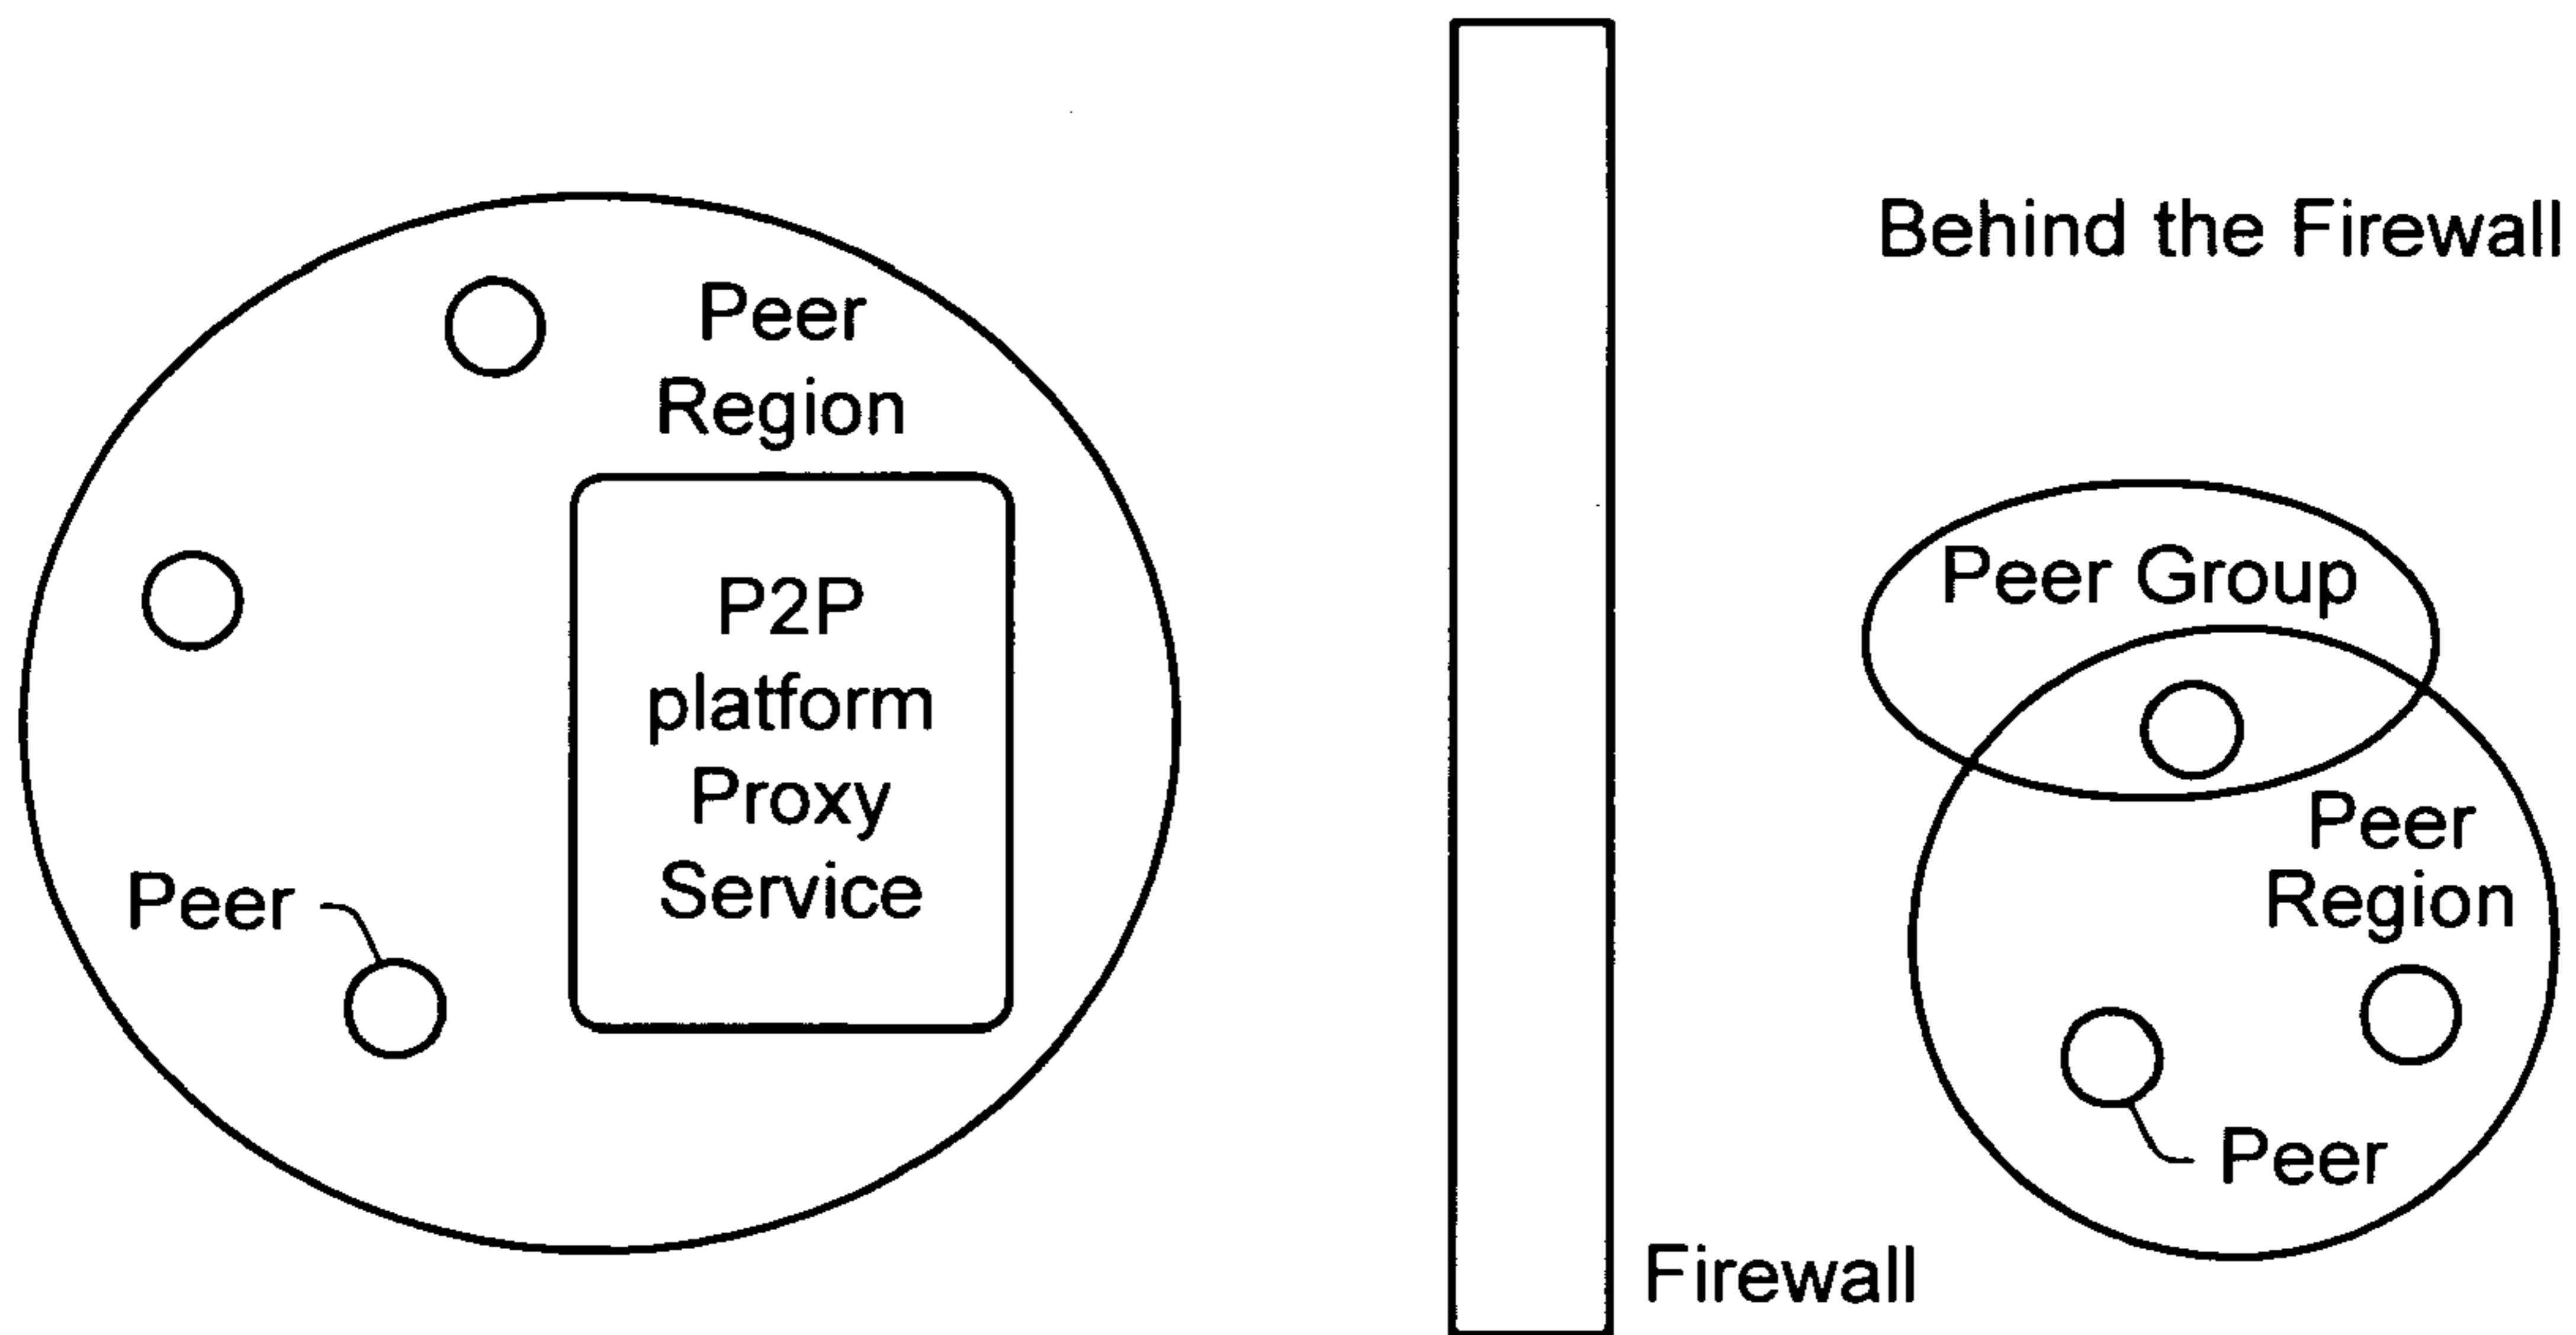 Peer
Region
P2P
platform
Proxy
Service
Peer
Firewall
Behind the Firewall
Peer Group
Peer
Region
Peer